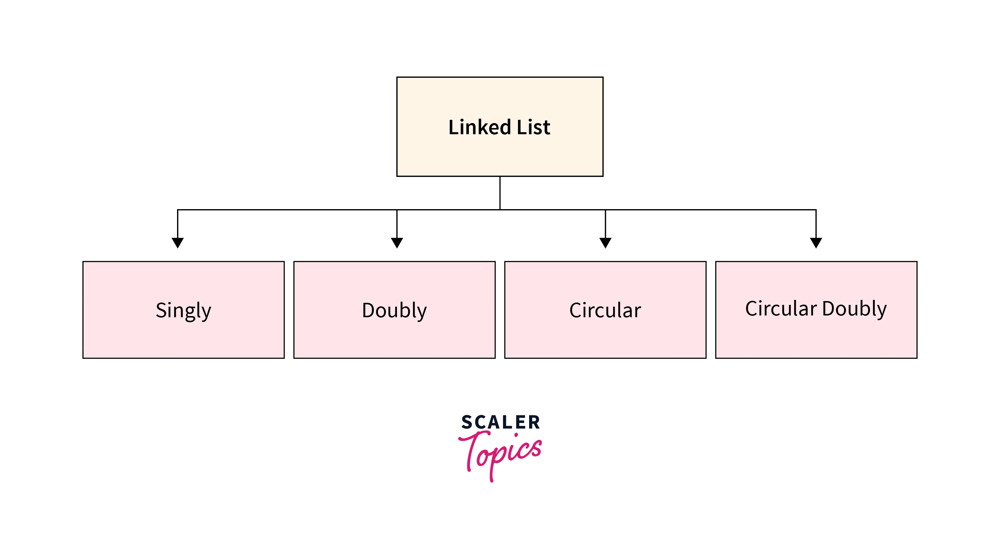 Linked List
Singly
Doubly
Circular
Circular Doubly
SCALER
Topics